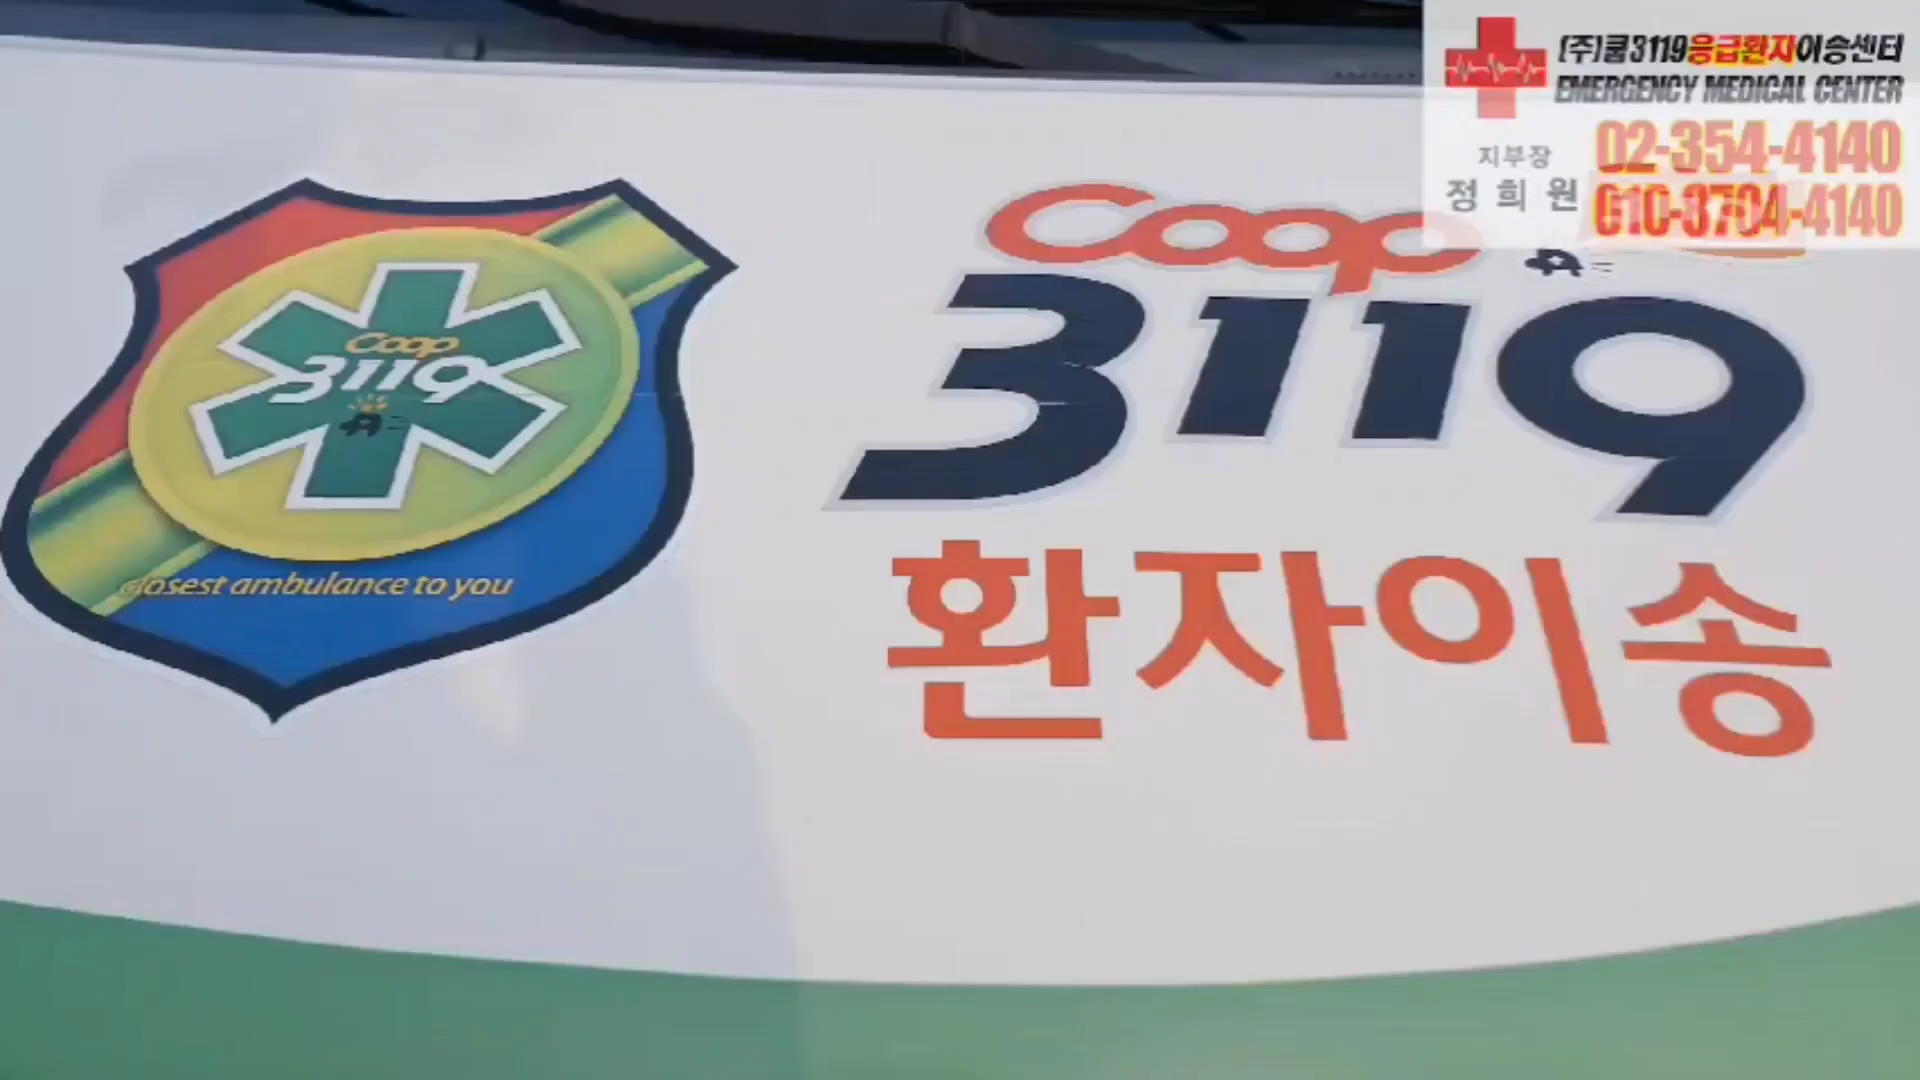 [주]쿱3119응급환자이송센터
EMERGENCY MEDICAL CENTER
지부장
정희원
02-354-4140
010-3704-4140
Coop
3119
환자이송
Coop
3119
closest ambulance to you